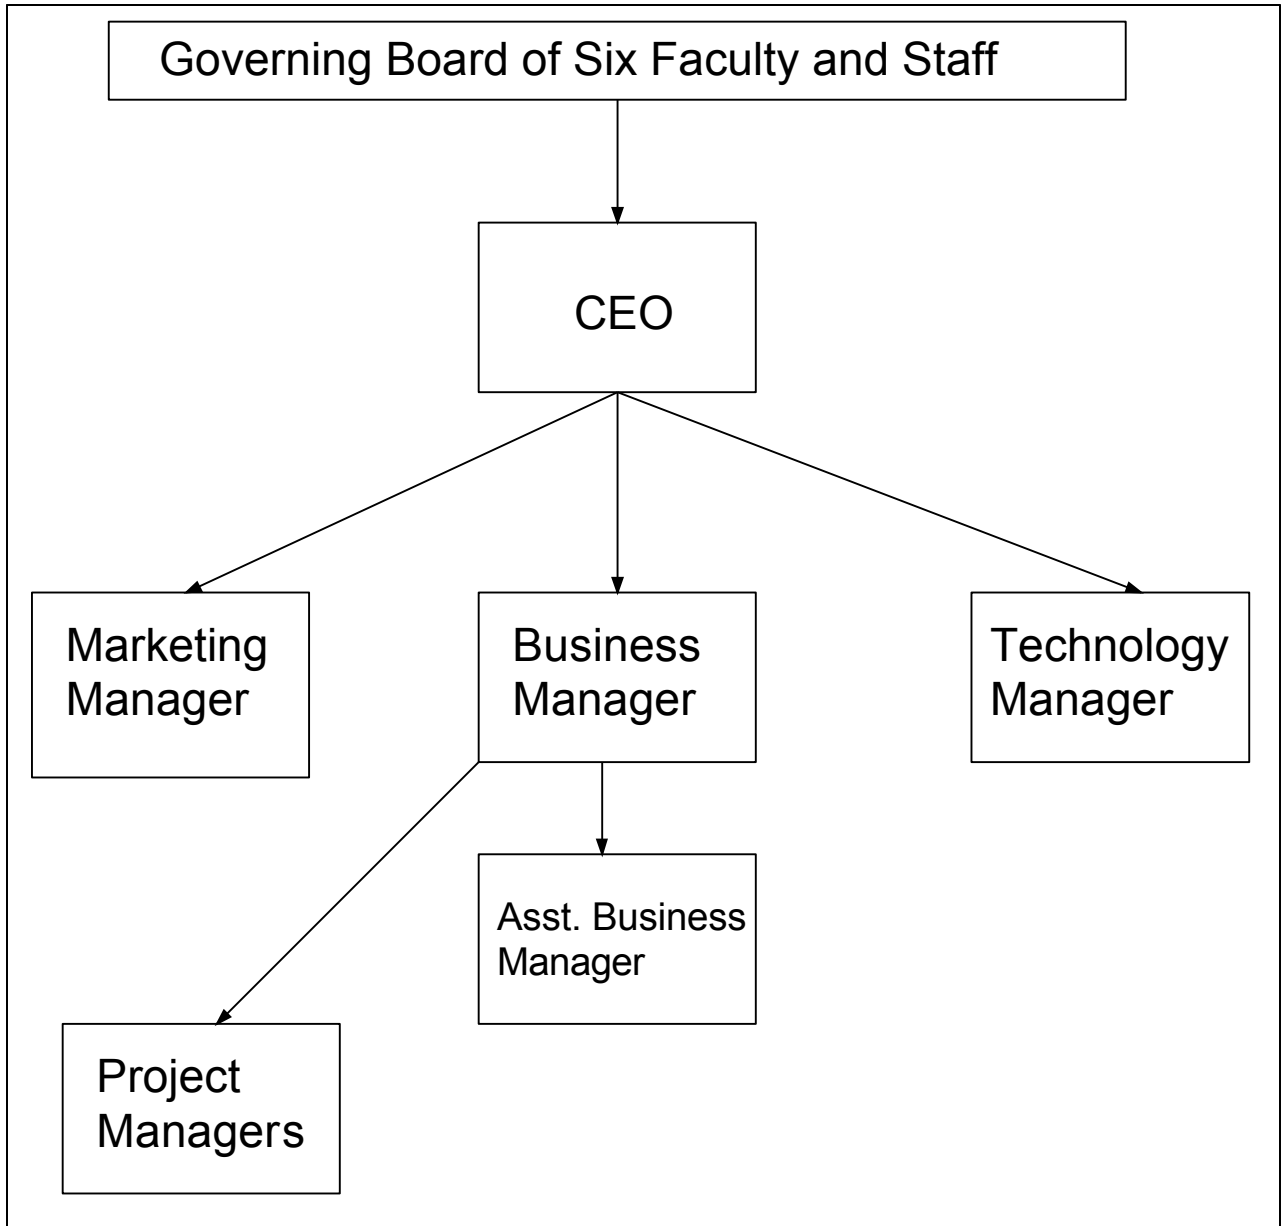 Governing Board of Six Faculty and Staff
CEO
Marketing
Manager
Business
Manager
Technology
Manager
Asst. Business
Manager
Project
Managers